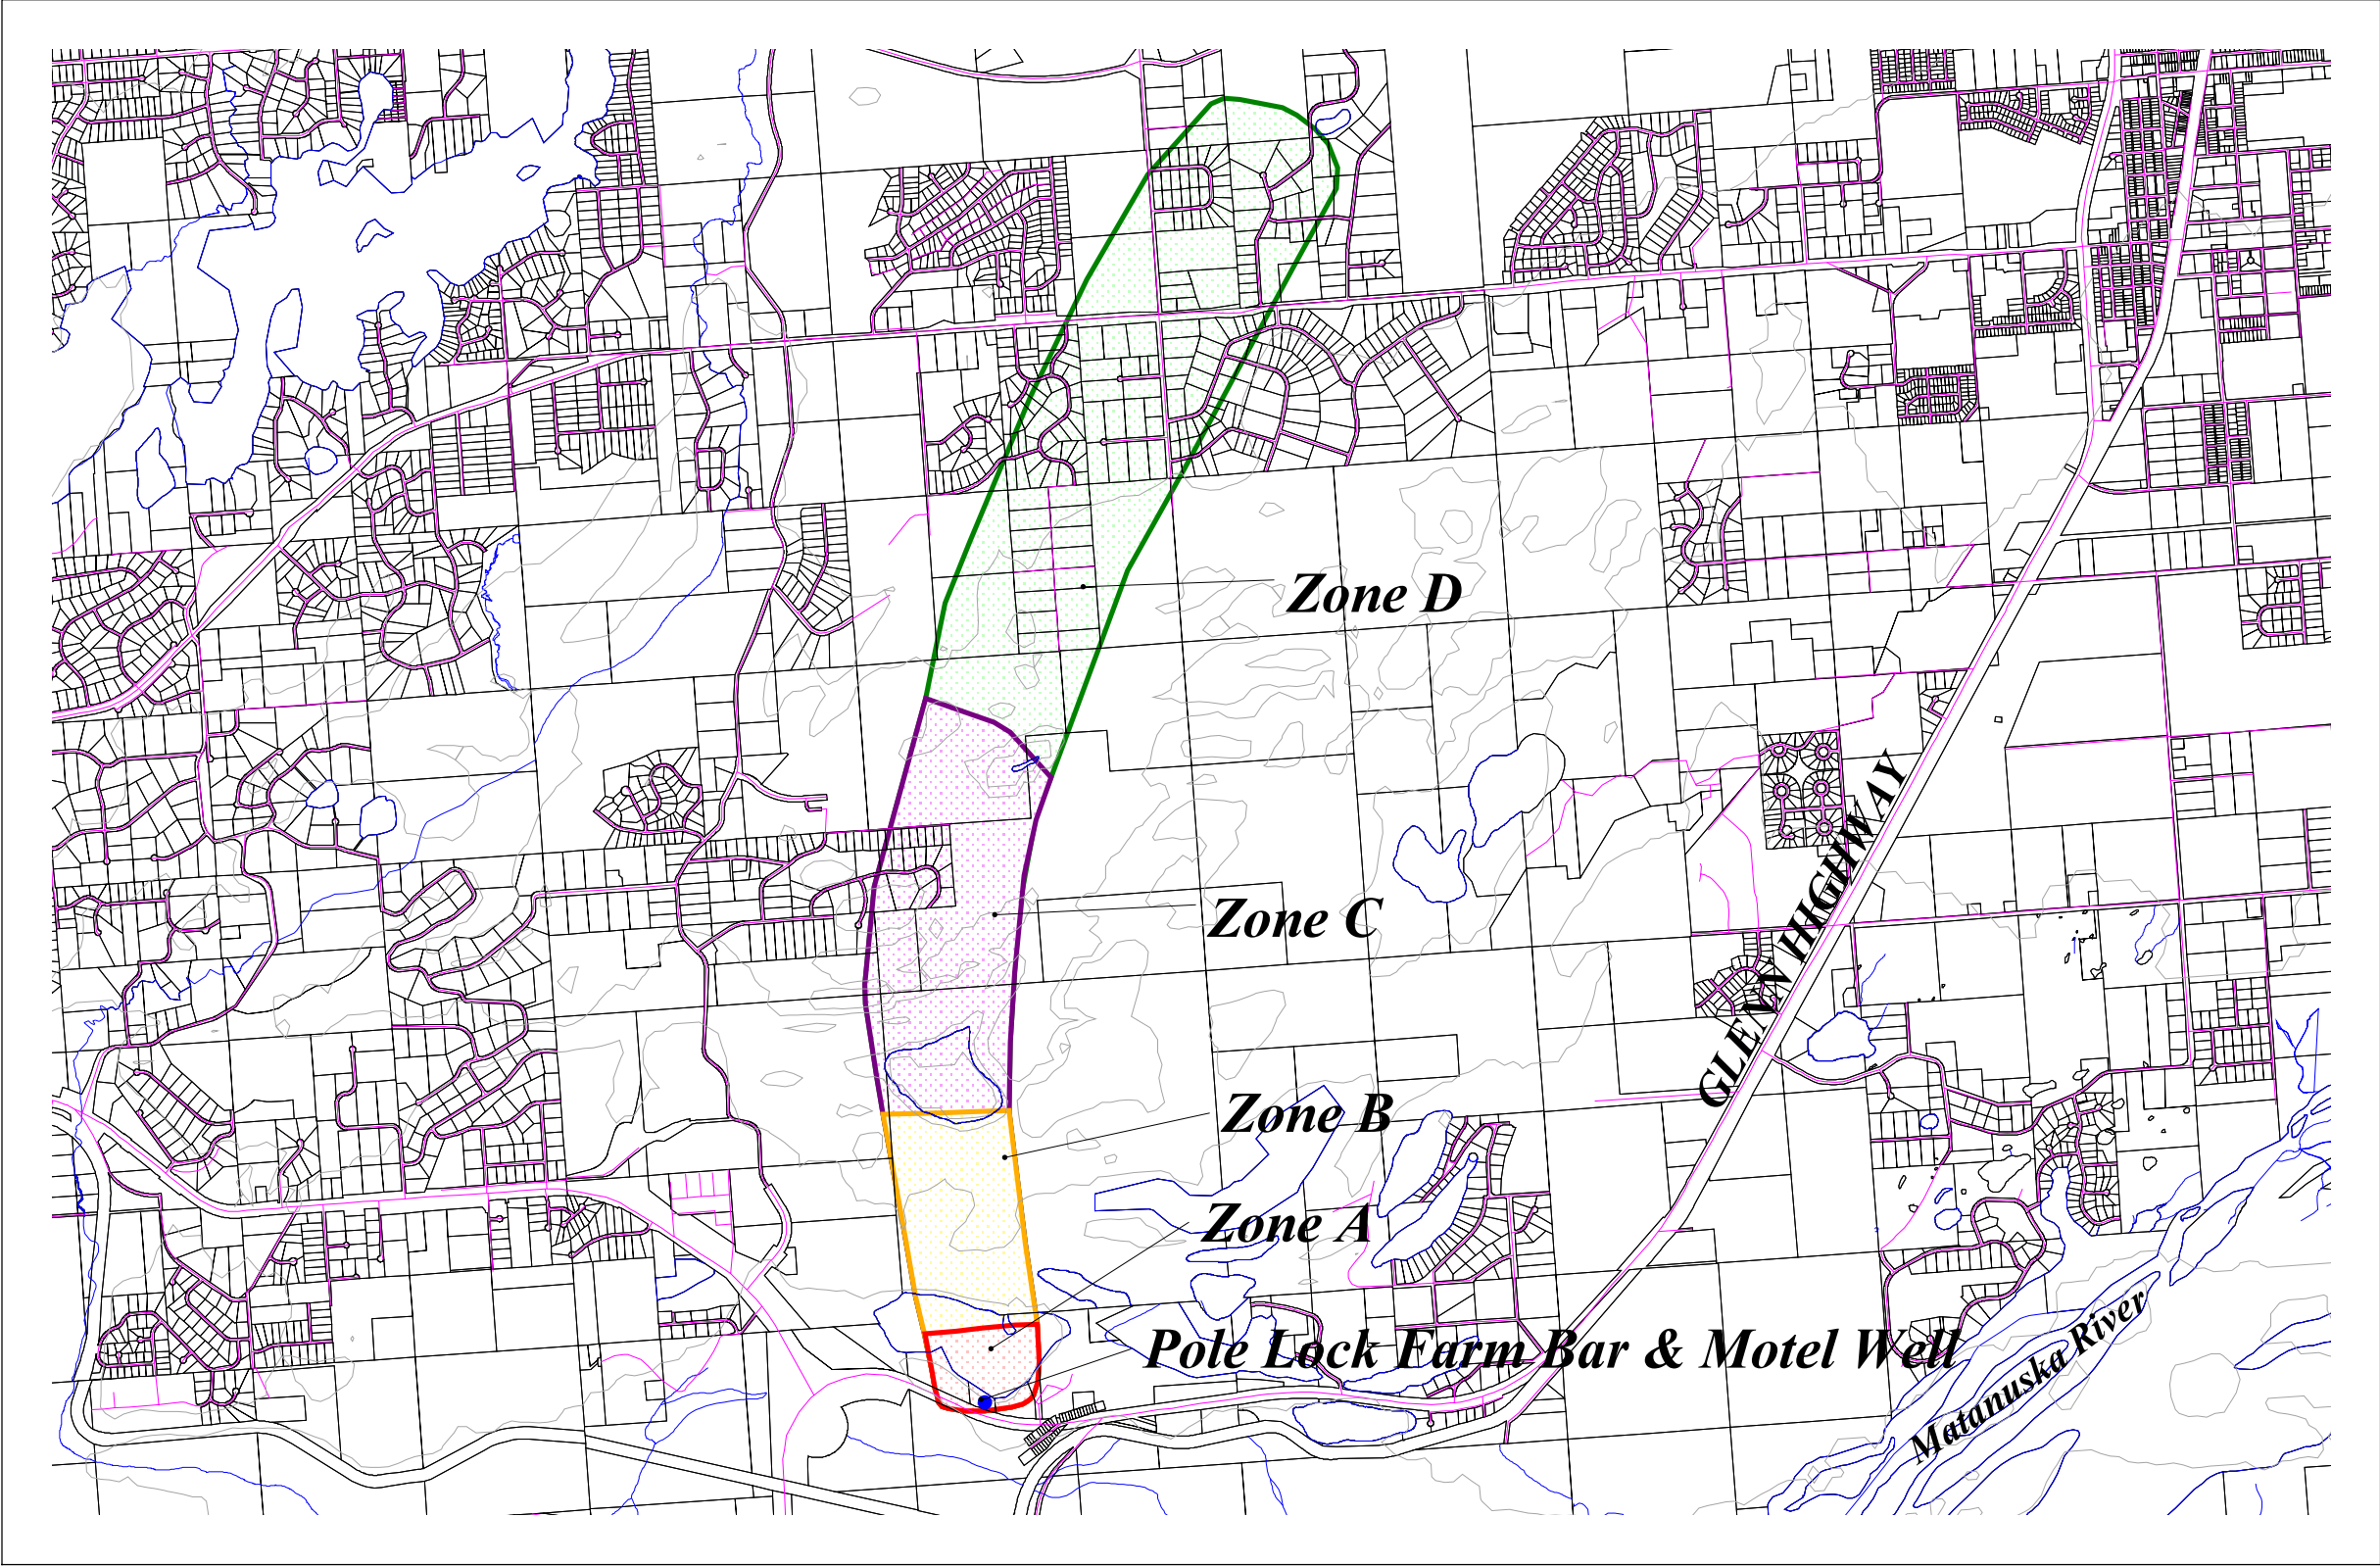 Zone D
Zone C
GLENN HIGHWAY
Zone B
Zone A
Pole Lock Farm Bar & Motel Well
Matanuska River